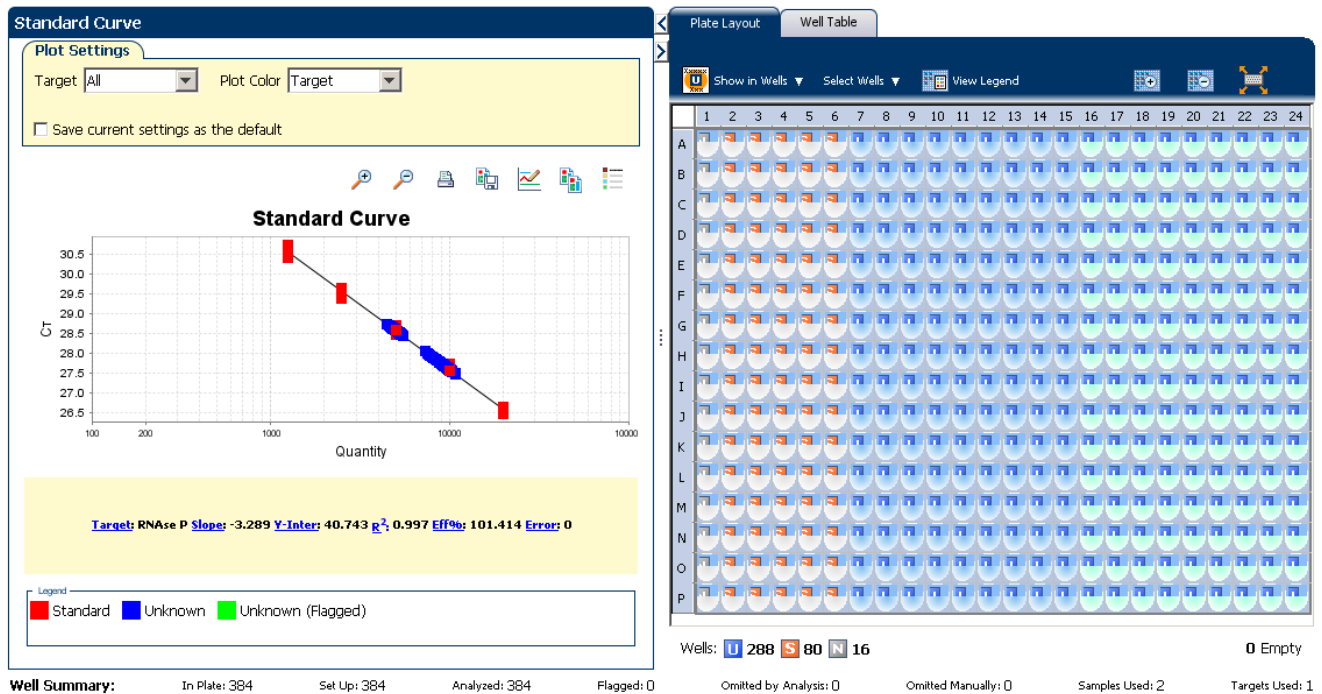 Standard Curve
Plot Settings
Target All Plot Color Target
Save current settings as the default
Standard Curve
30.5
30.0
29.5
29.0
28.5
28.0
27.5
27.0
26.5
CT
100 200 1000 10000 10000
Quantity
Target: RNAse P Slope: -3.289 Y-Inter: 40.743 R²: 0.997 Eff%: 101.414 Error: 0
Legend
Standard Unknown Unknown (Flagged)
Plate Layout Well Table
Show in Wells ▼ Select Wells ▼ View Legend
1 2 3 4 5 6 7 8 9 10 11 12 13 14 15 16 17 18 19 20 21 22 23 24
A
B
C
D
E
F
G
H
I
J
K
L
M
N
O
P
Wells: U 288 S 80 N 16 0 Empty
Well Summary: In Plate: 384 Set Up: 384 Analyzed: 384 Flagged: 0 Omitted by Analysis: 0 Omitted Manually: 0 Samples Used: 2 Targets Used: 1